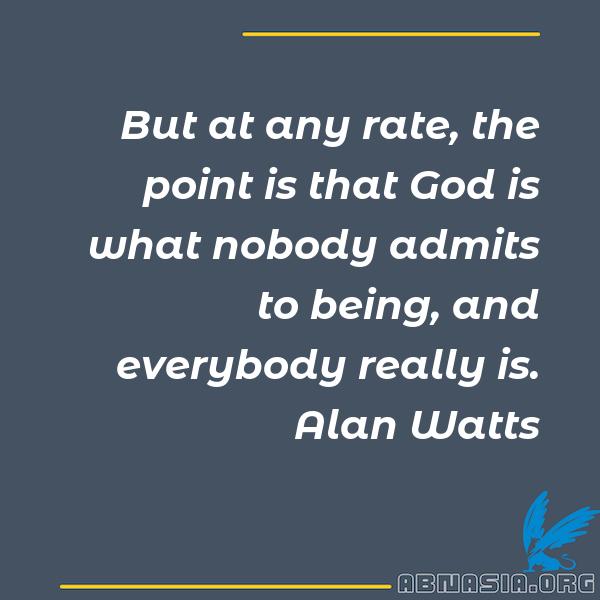 But at any rate, the
point is that God is
what nobody admits
to being, and
everybody really is.
Alan Watts
ABNASIA.ORG